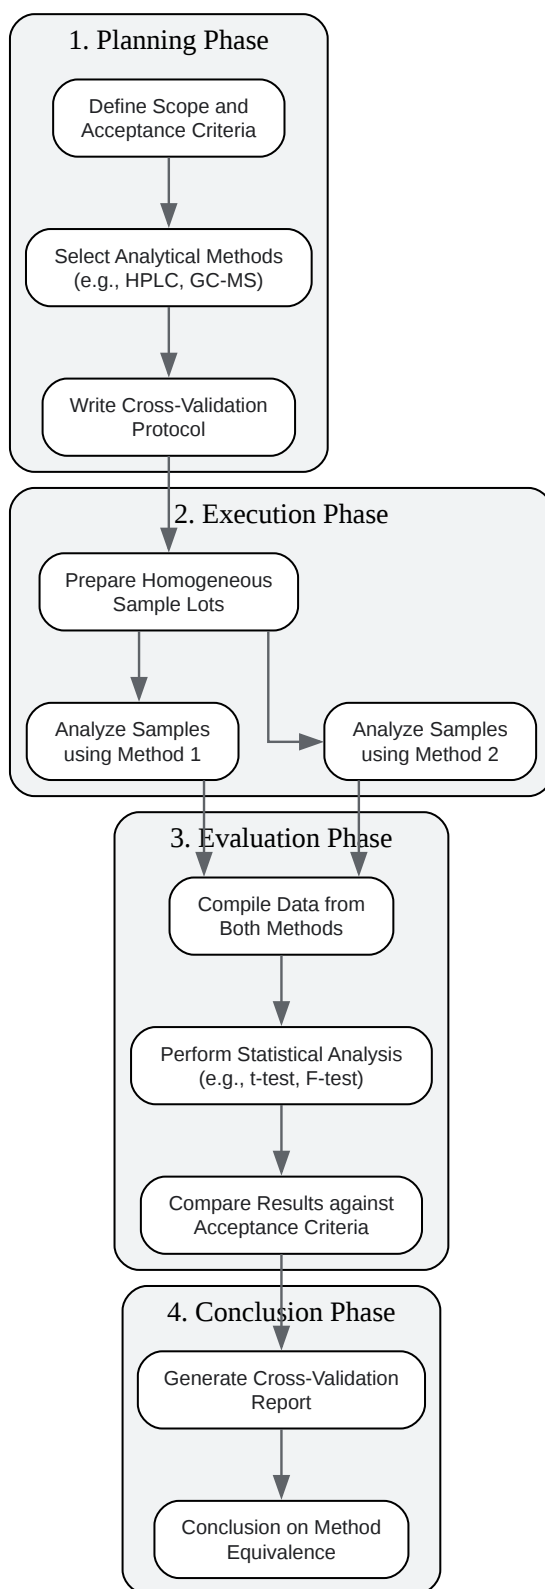 1. Planning Phase
Define Scope and
Acceptance Criteria
Select Analytical Methods
(e.g., HPLC, GC-MS)
Write Cross-Validation
Protocol
2. Execution Phase
Prepare Homogeneous
Sample Lots
Analyze Samples
using Method 1
Analyze Samples
using Method 2
3. Evaluation Phase
Compile Data from
Both Methods
Perform Statistical Analysis
(e.g., t-test, F-test)
Compare Results against
Acceptance Criteria
4. Conclusion Phase
Generate Cross-Validation
Report
Conclusion on Method
Equivalence